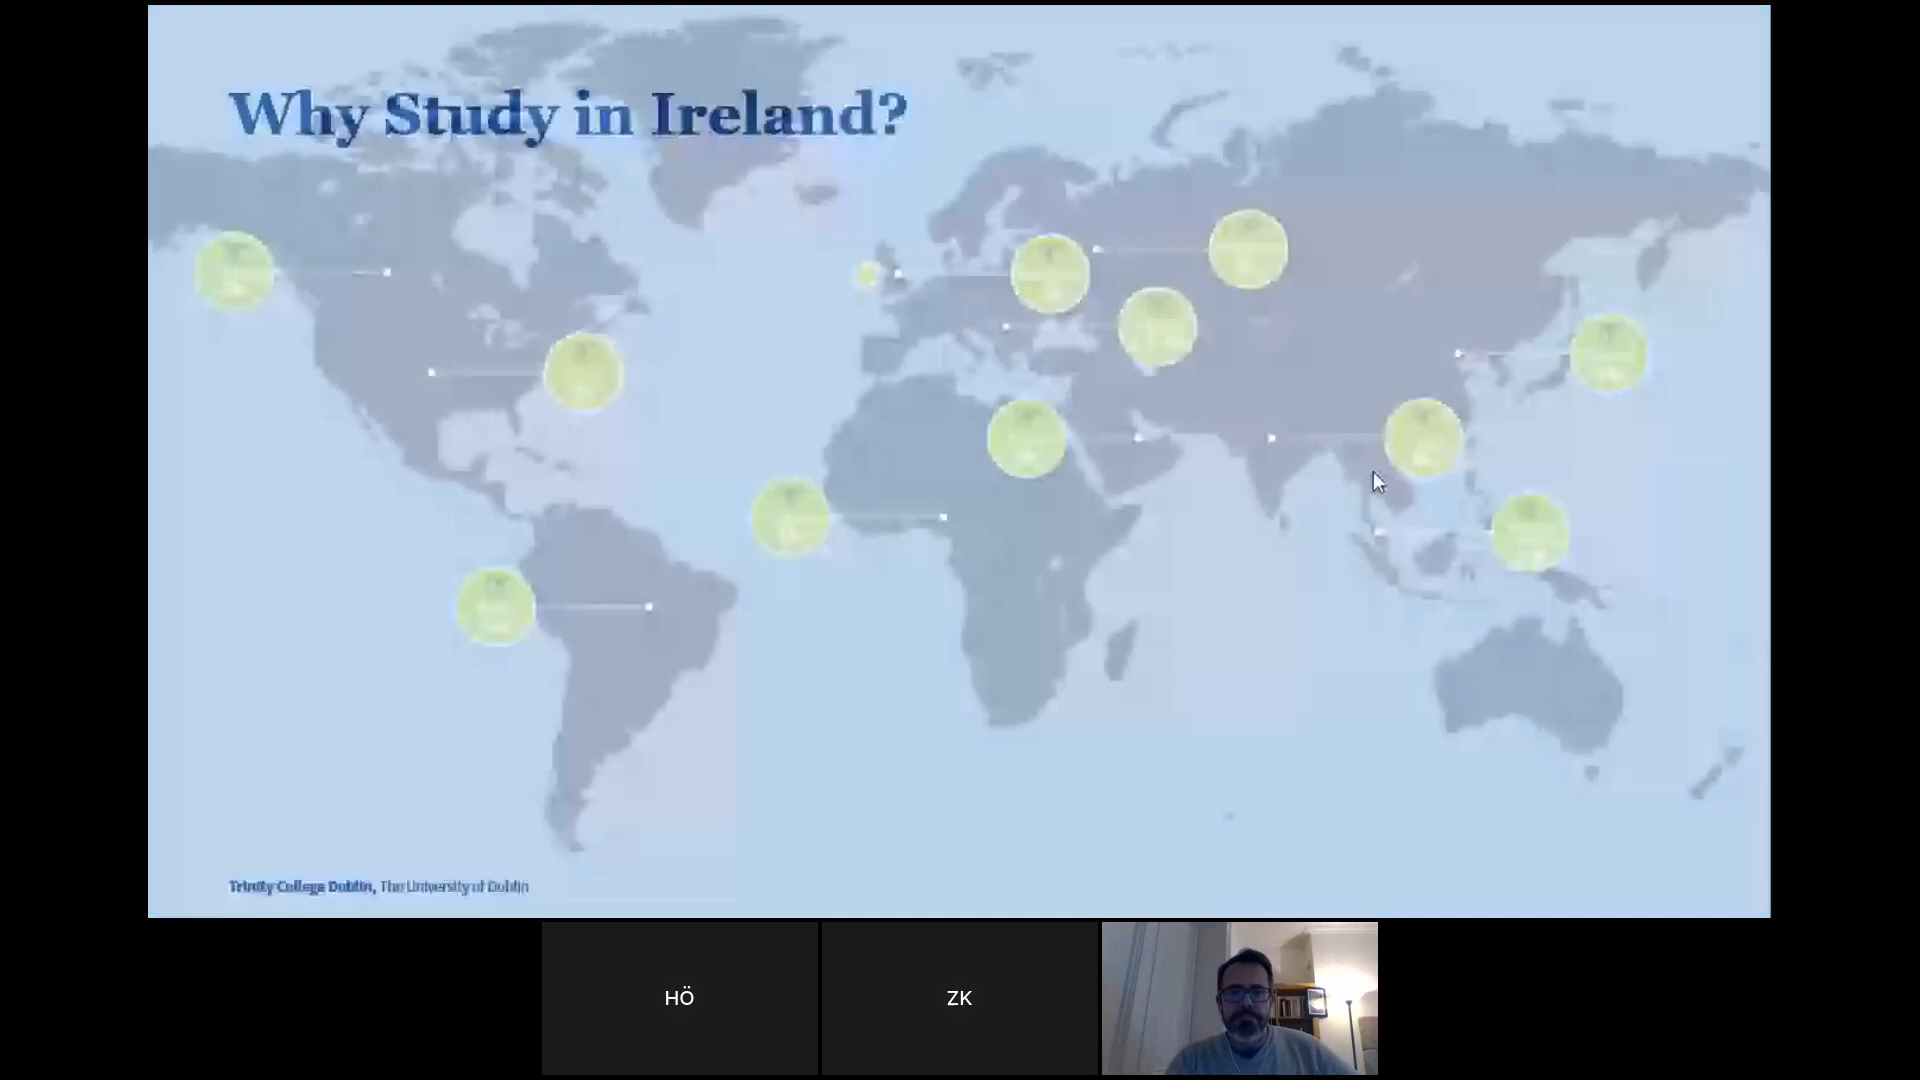 Why Study in Ireland?
Trinity College Dublin, The University of Dublin
HÖ
ZK